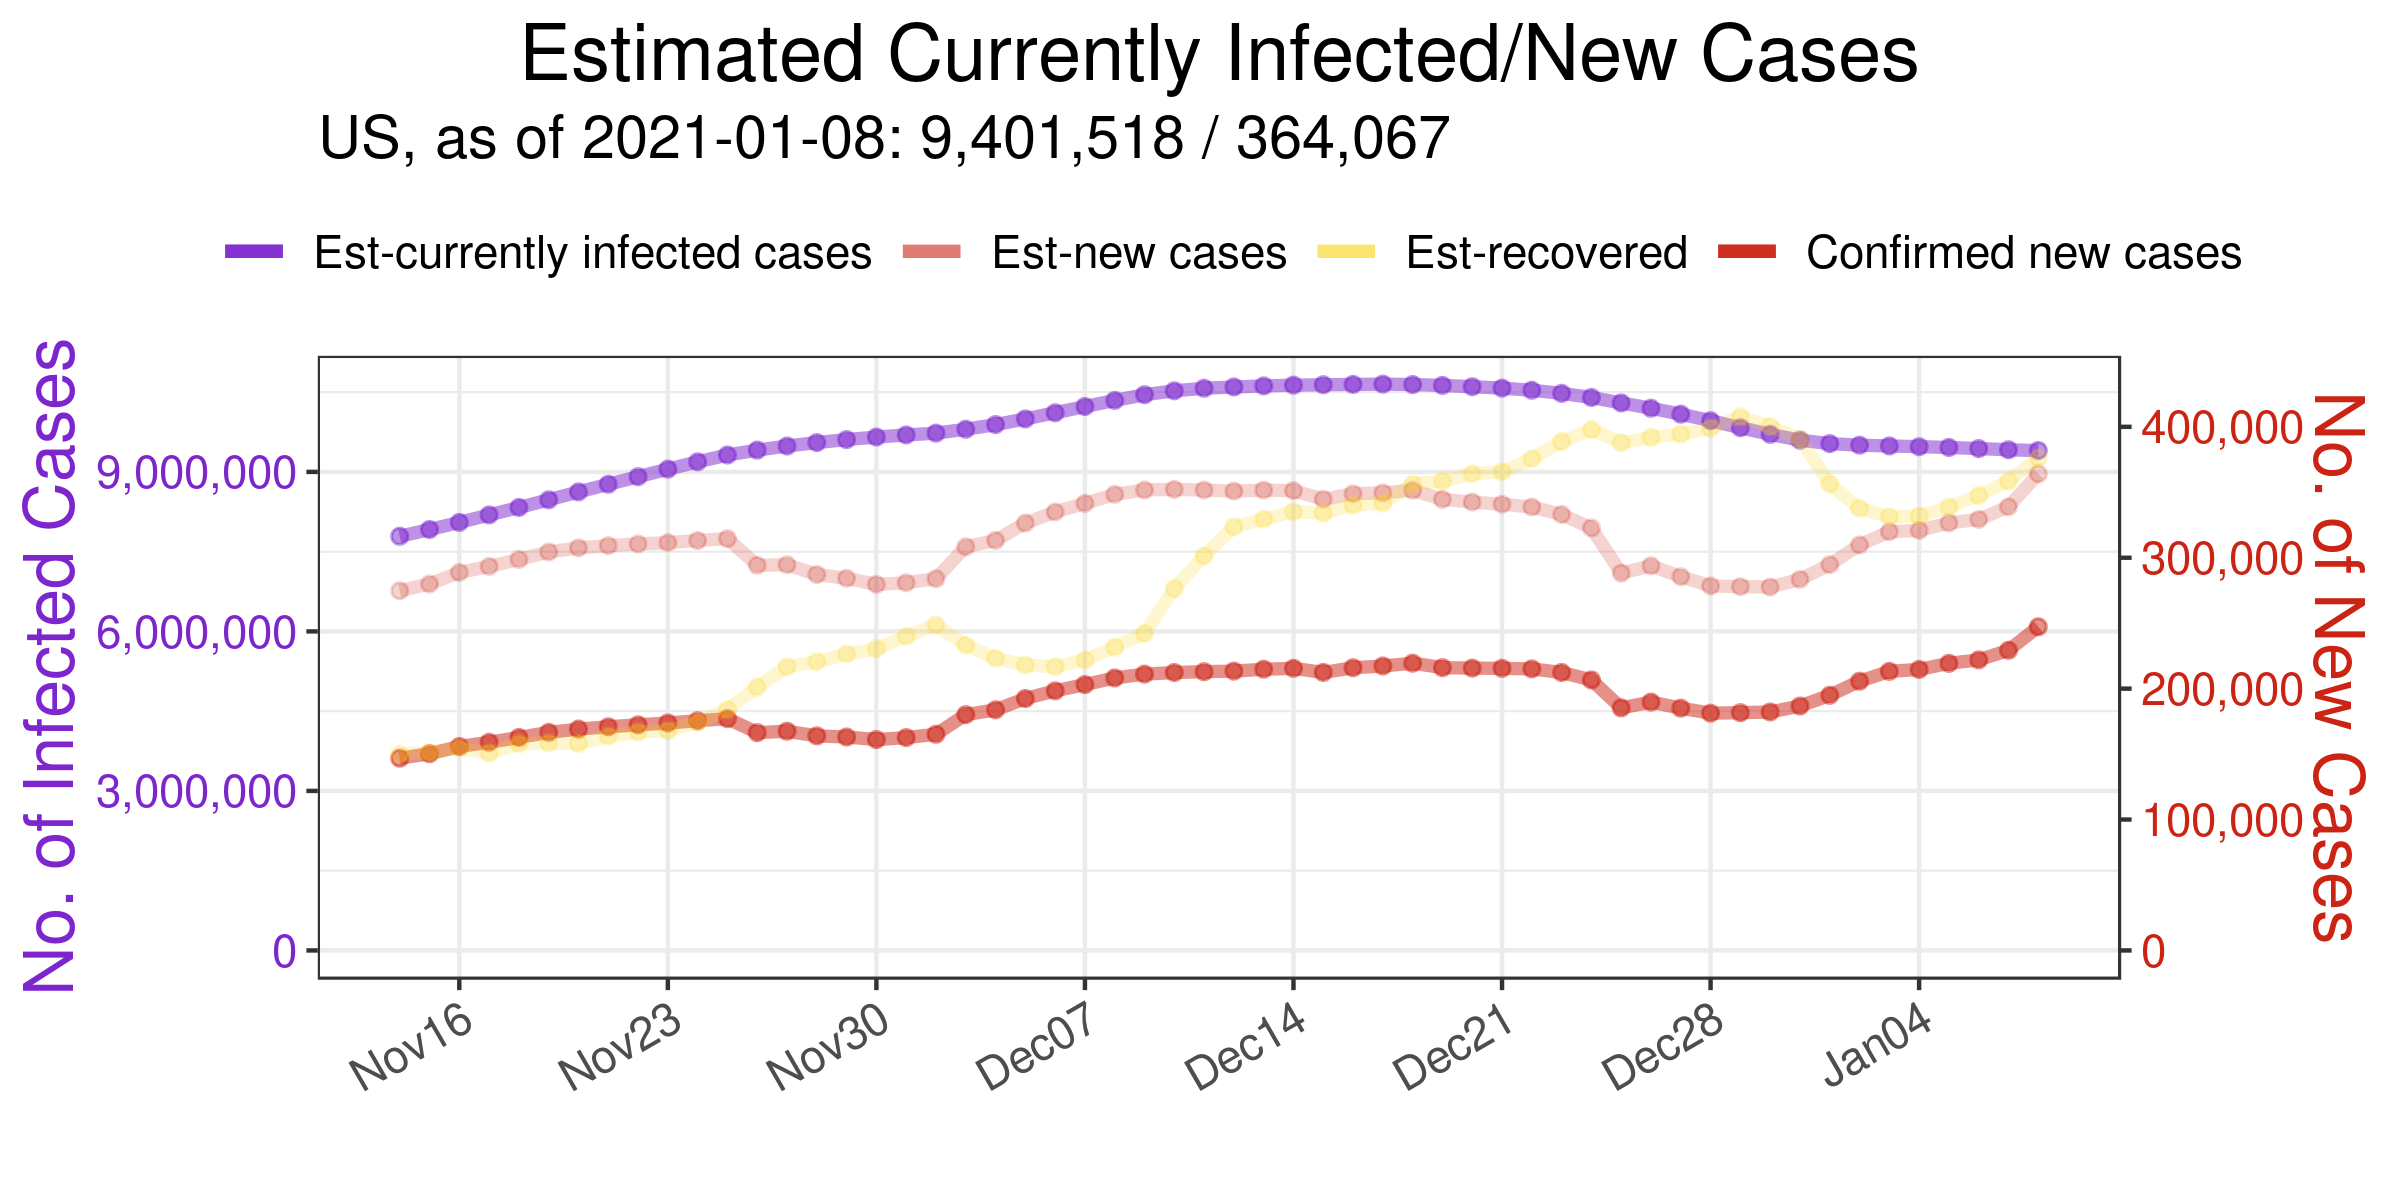 Estimated Currently Infected/New Cases
US, as of 2021-01-08: 9,401,518 / 364,067
Est-currently infected cases Est-new cases Est-recovered Confirmed new cases
No. of Infected Cases
9,000,000
6,000,000
3,000,000
0
400,000
300,000
200,000
100,000
0
No. of New Cases
Nov16 Nov23 Nov30 Dec07 Dec14 Dec21 Dec28 Jan04